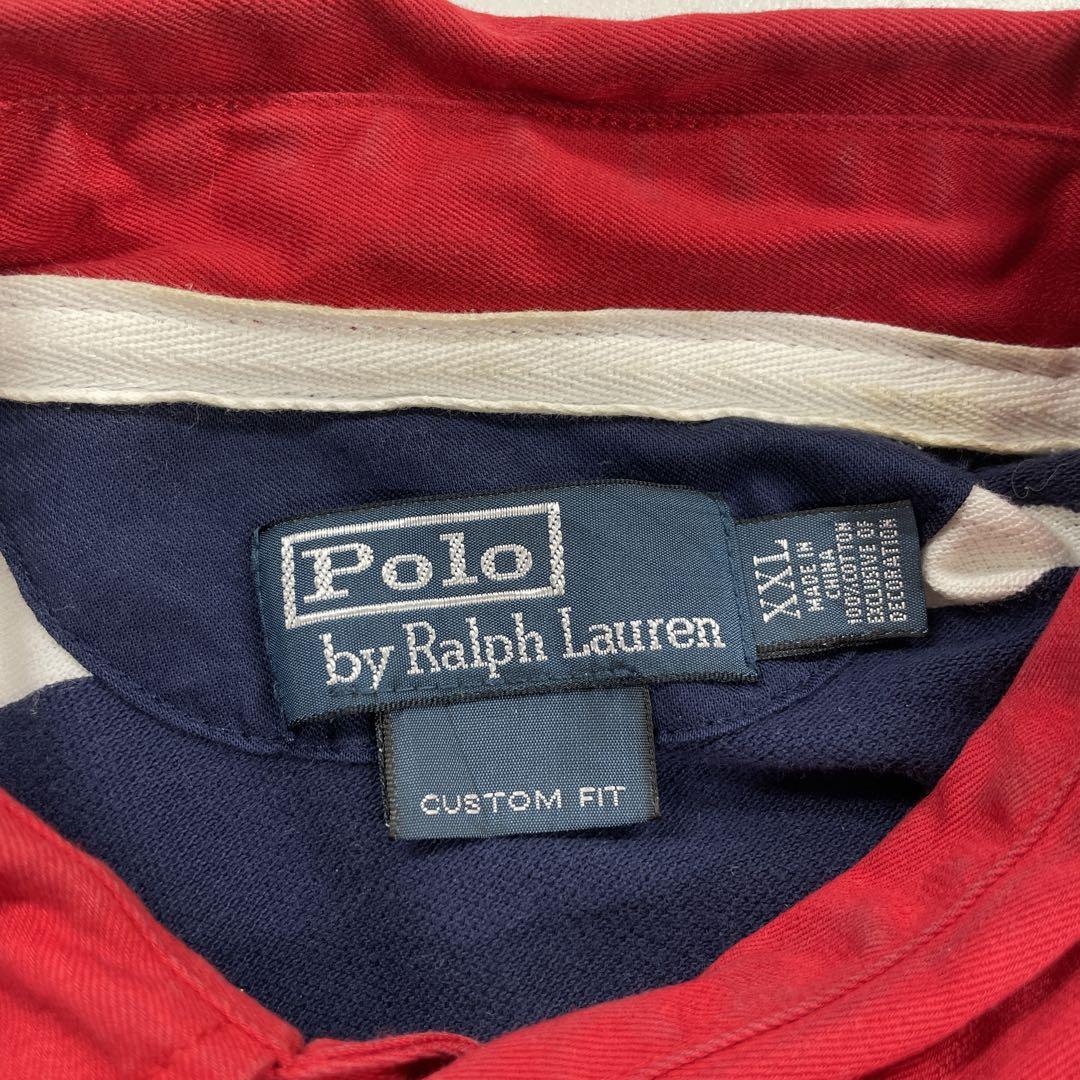 Polo
by Ralph Lauren
XXL
MADE IN
CHINA
100%COTTON
EXCLUSIVE OF
DECORATION
CUSTOM FIT